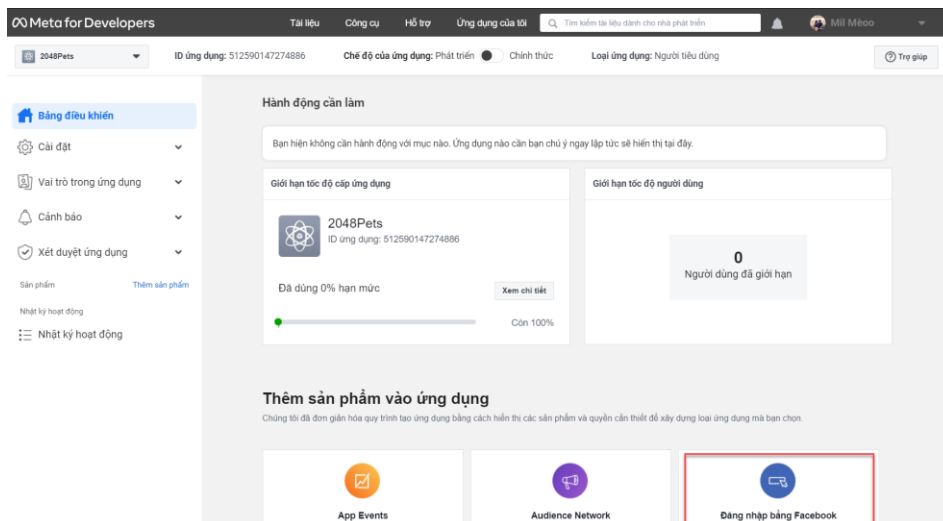 Meta for Developers
Tài liệu Công cụ Hỗ trợ Ứng dụng của tôi Tìm kiếm tài liệu dành cho nhà phát triển Mil Mèoo
2048Pets ID ứng dụng: 512590147274886 Chế độ của ứng dụng: Phát triển Chính thức Loại ứng dụng: Người tiêu dùng Trợ giúp
Bảng điều khiển
Cài đặt
Vai trò trong ứng dụng
Cảnh báo
Xét duyệt ứng dụng
Sản phẩm Thêm sản phẩm
Nhật ký hoạt động
Nhật ký hoạt động
Hành động cần làm
Bạn hiện không cần hành động với mục nào. Ứng dụng nào cần bạn chú ý ngay lập tức sẽ hiển thị tại đây.
Giới hạn tốc độ cấp ứng dụng
2048Pets
ID ứng dụng: 512590147274886
Đã dùng 0% hạn mức Xem chi tiết
Còn 100%
Giới hạn tốc độ người dùng
0
Người dùng đã giới hạn
Thêm sản phẩm vào ứng dụng
Chúng tôi đã đơn giản hóa quy trình tạo ứng dụng bằng cách hiển thị các sản phẩm và quyền cần thiết để xây dựng loại ứng dụng mà bạn chọn.
App Events
Audience Network
Đăng nhập bằng Facebook